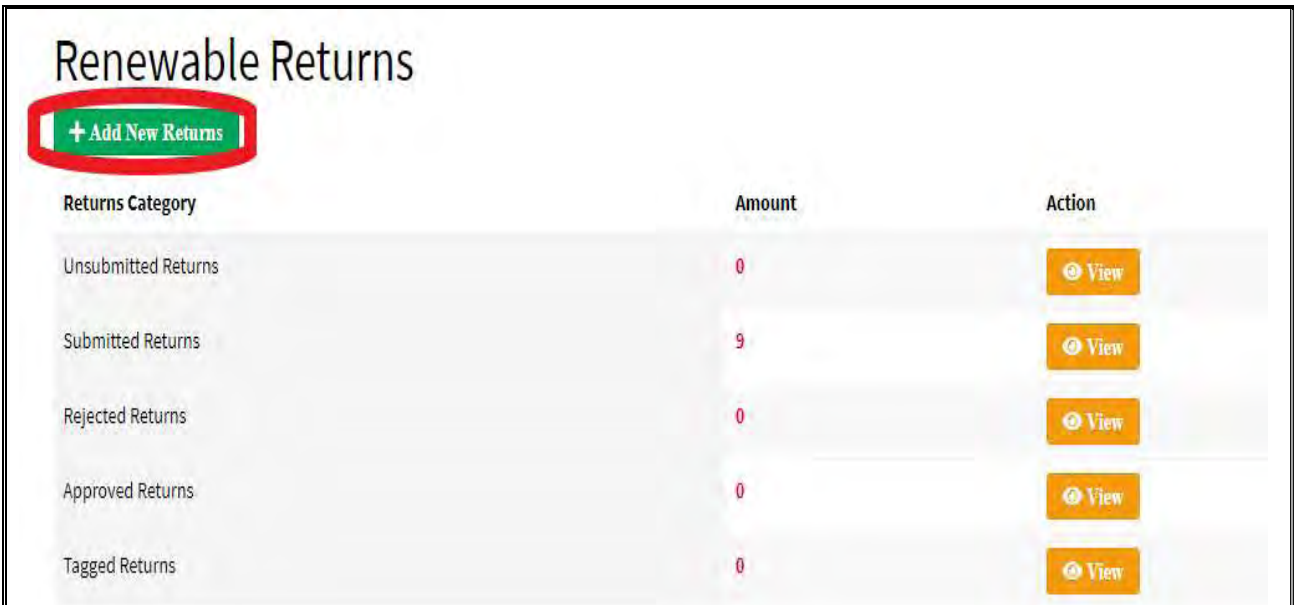 Renewable Returns
+ Add New Returns
Returns Category Amount Action
Unsubmitted Returns 0 View
Submitted Returns 9 View
Rejected Returns 0 View
Approved Returns 0 View
Tagged Returns 0 View